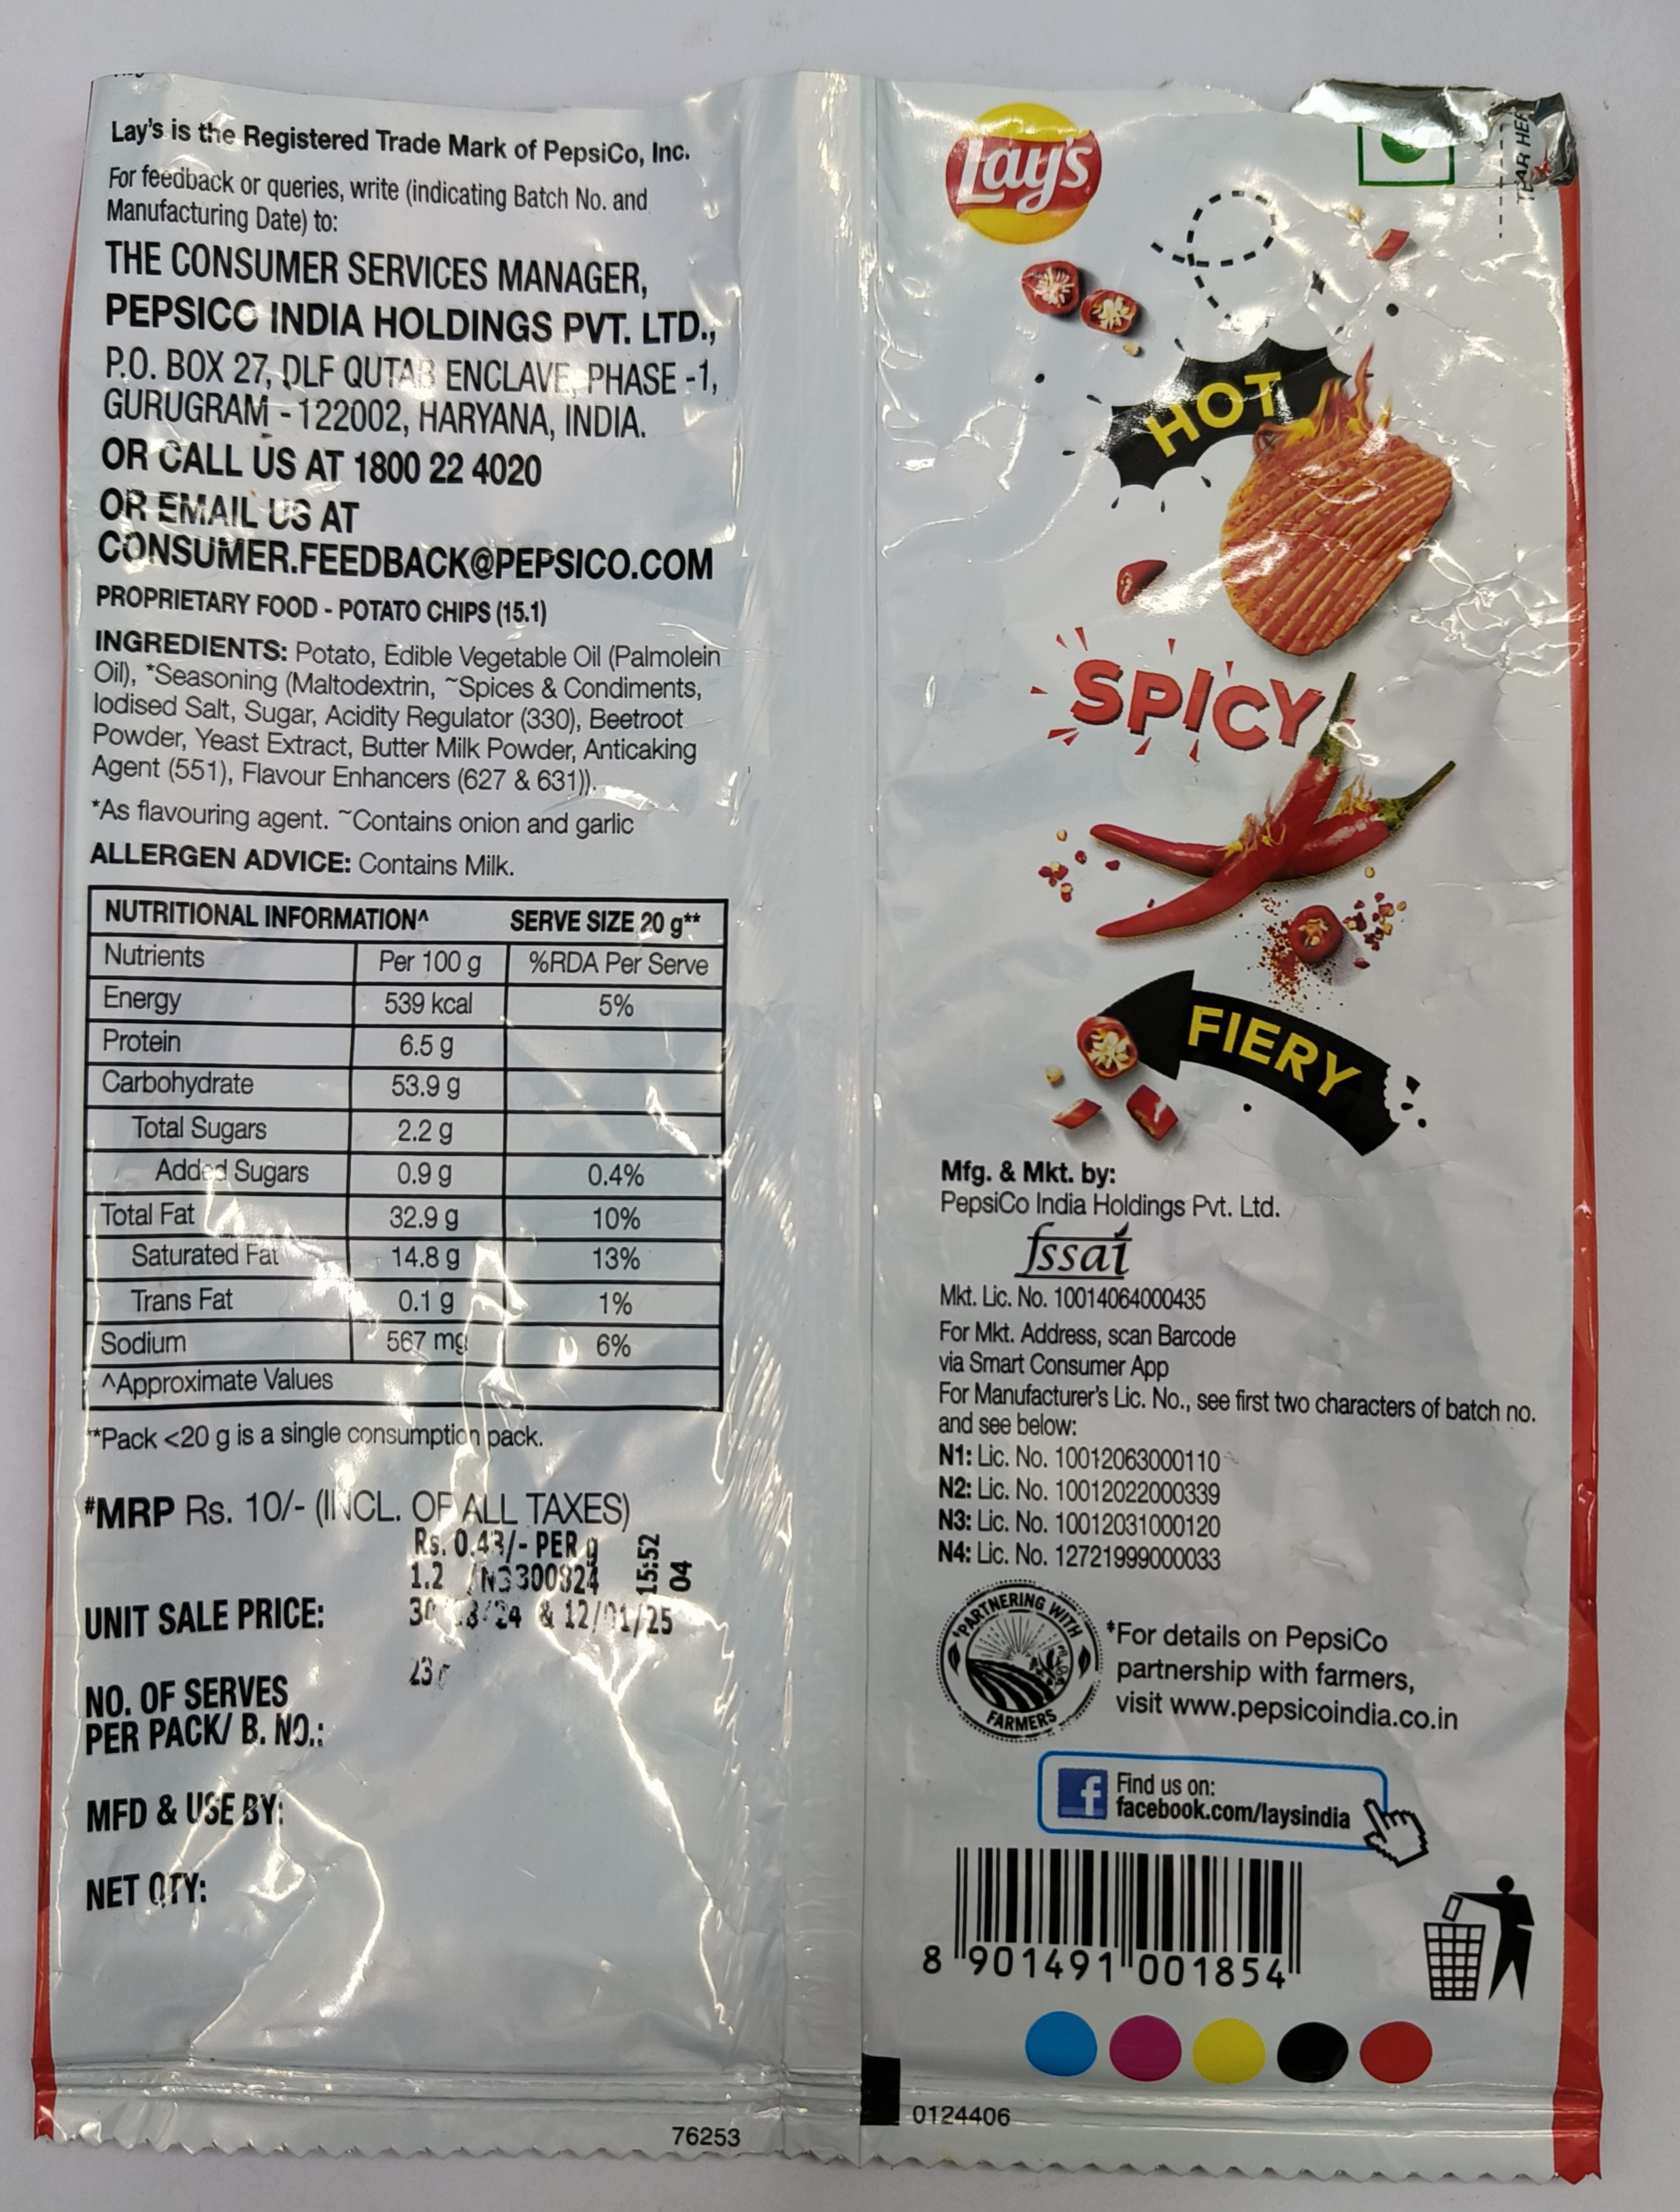 Lay's is the Registered Trade Mark of PepsiCo, Inc.
For feedback or queries, write (indicating Batch No. and
Manufacturing Date) to:
THE CONSUMER SERVICES MANAGER,
PEPSICO INDIA HOLDINGS PVT. LTD.,
P.O. BOX 27, DLF QUTAB ENCLAVE, PHASE -1,
GURUGRAM - 122002, HARYANA, INDIA.
OR CALL US AT 1800 22 4020
OR EMAIL US AT
CONSUMER.FEEDBACK@PEPSICO.COM
PROPRIETARY FOOD - POTATO CHIPS (15.1)
INGREDIENTS: Potato, Edible Vegetable Oil (Palmolein
Oil), *Seasoning (Maltodextrin, ~Spices & Condiments,
Iodised Salt, Sugar, Acidity Regulator (330), Beetroot
Powder, Yeast Extract, Butter Milk Powder, Anticaking
Agent (551), Flavour Enhancers (627 & 631)).
*As flavouring agent. ~Contains onion and garlic
ALLERGEN ADVICE: Contains Milk.
NUTRITIONAL INFORMATION^ SERVE SIZE 20 g**
Nutrients Per 100 g %RDA Per Serve
Energy 539 kcal 5%
Protein 6.5 g
Carbohydrate 53.9 g
Total Sugars 2.2 g
Added Sugars 0.9 g 0.4%
Total Fat 32.9 g 10%
Saturated Fat 14.8 g 13%
Trans Fat 0.1 g 1%
Sodium 567 mg 6%
^Approximate Values
**Pack <20 g is a single consumption pack.
#MRP Rs. 10/- (INCL. OF ALL TAXES)
Rs. 0.43/- PER g
1.2 /N3300824
15:52
04
UNIT SALE PRICE:
& 12/01/25
NO. OF SERVES
PER PACK/ B. NO.:
MFD & USE BY:
NET QTY:
76253
Lay's
TEAR HERE
HOT
SPICY
FIERY
Mfg. & Mkt. by:
PepsiCo India Holdings Pvt. Ltd.
fssai
Mkt. Lic. No. 10014064000435
For Mkt. Address, scan Barcode
via Smart Consumer App
For Manufacturer's Lic. No., see first two characters of batch no.
and see below:
N1: Lic. No. 10012063000110
N2: Lic. No. 10012022000339
N3: Lic. No. 10012031000120
N4: Lic. No. 12721999000033
*PARTNERING WITH
FARMERS
*For details on PepsiCo
partnership with farmers,
visit www.pepsicoindia.co.in
f
Find us on:
facebook.com/laysindia
8 901491 001854
0124406